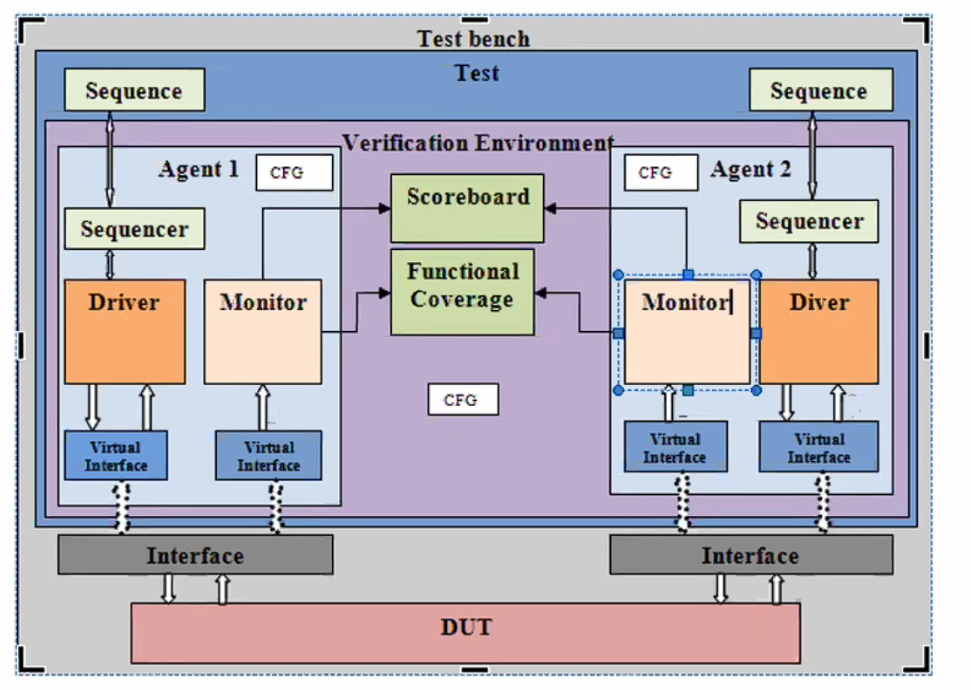 Test bench
Test
Sequence
Sequence
Verification Environment
Agent 1
CFG
CFG
Agent 2
Scoreboard
Sequencer
Sequencer
Functional
Coverage
Driver
Monitor
Monitor
Diver
CFG
Virtual
Interface
Virtual
Interface
Virtual
Interface
Virtual
Interface
Interface
Interface
DUT